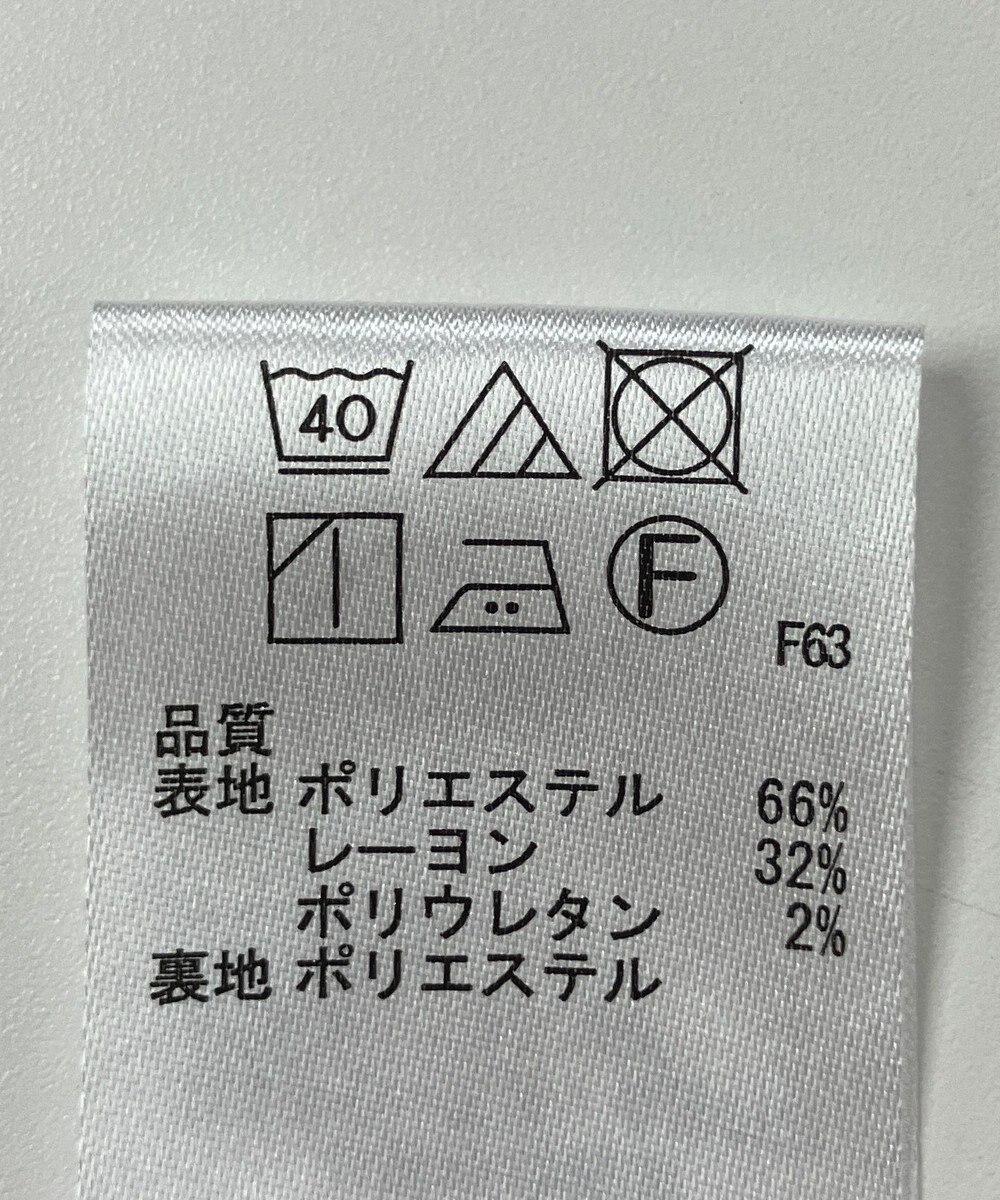 40
F
F63
品質
表地 ポリエステル 66%
レーヨン 32%
ポリウレタン 2%
裏地 ポリエステル